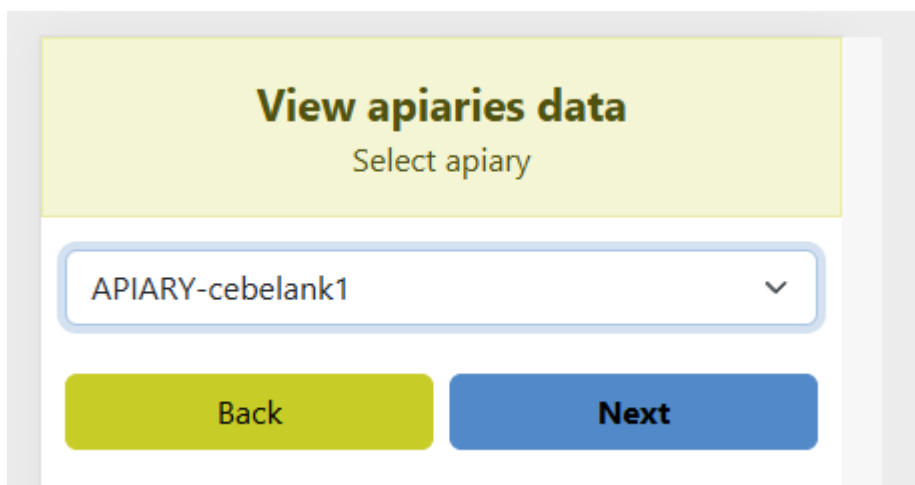 View apiaries data
Select apiary
APIARY-cebelank1
Back
Next